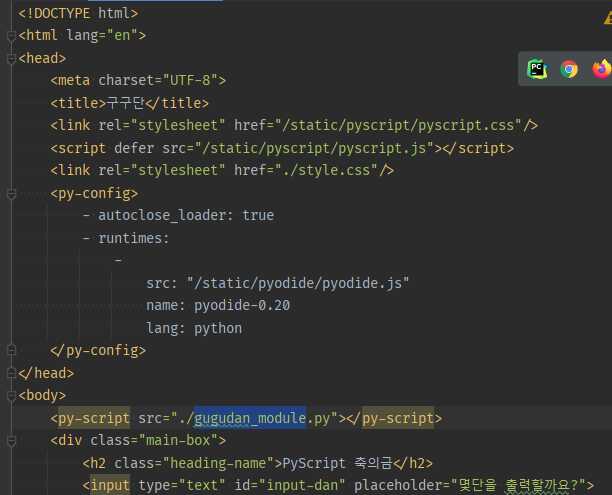 <!DOCTYPE html>
<html lang="en">
<head>
    <meta charset="UTF-8">
    <title>구구단</title>
    <link rel="stylesheet" href="/static/pyscript/pyscript.css"/>
    <script defer src="/static/pyscript/pyscript.js"></script>
    <link rel="stylesheet" href="./style.css"/>
    <py-config>
        - autoclose_loader: true
        - runtimes:
            -
                src: "/static/pyodide/pyodide.js"
                name: pyodide-0.20
                lang: python
    </py-config>
</head>
<body>
    <py-script src="./gugudan_module.py"></py-script>
    <div class="main-box">
        <h2 class="heading-name">PyScript 축의금</h2>
        <input type="text" id="input-dan" placeholder="몇단을 출력할까요?">
PC